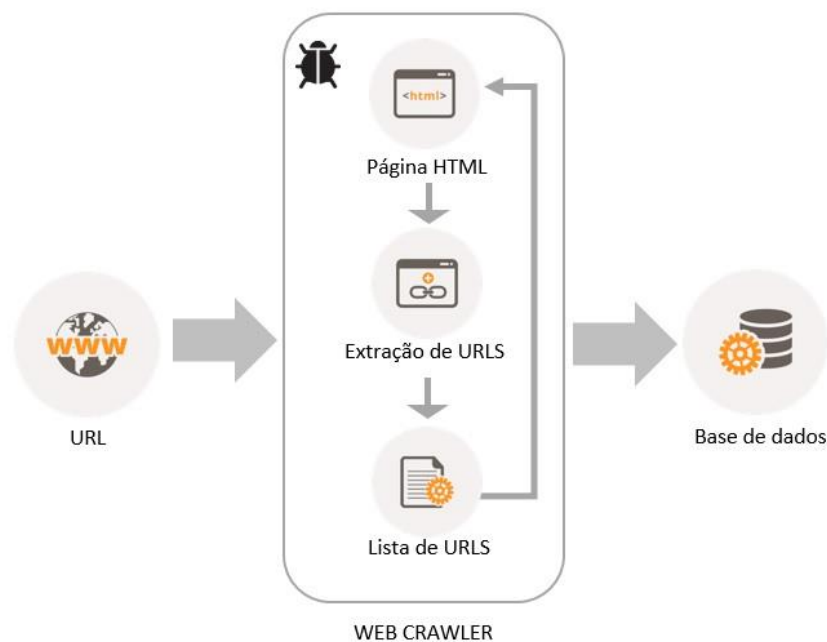 <html>
Página HTML
Extração de URLS
WWW
URL
Base de dados
Lista de URLS
WEB CRAWLER